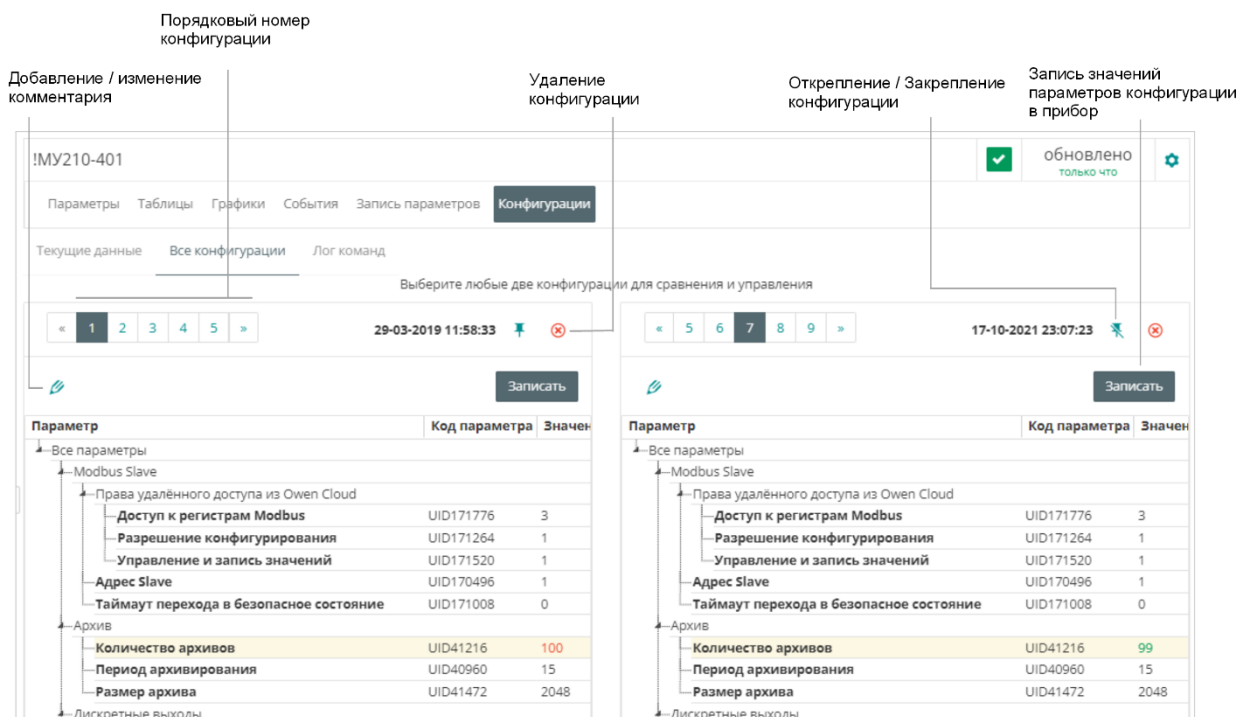 Порядковый номер
конфигурации
Добавление / изменение
комментария
Удаление
конфигурации
Открепление / Закрепление
конфигурации
Запись значений
параметров конфигурации
в прибор
!МУ210-401
обновлено
только что
Параметры Таблицы Графики События Запись параметров Конфигурации
Текущие данные Все конфигурации Лог команд
Выберите любые две конфигурации для сравнения и управления
« 1 2 3 4 5 » 29-03-2019 11:58:33
Записать
Параметр Код параметра Значен
Все параметры
Modbus Slave
Права удалённого доступа из Owen Cloud
Доступ к регистрам Modbus UID171776 3
Разрешение конфигурирования UID171264 1
Управление и запись значений UID171520 1
Адрес Slave UID170496 1
Таймаут перехода в безопасное состояние UID171008 0
Архив
Количество архивов UID41216 100
Период архивирования UID40960 15
Размер архива UID41472 2048
Дискретные выходы
« 5 6 7 8 9 » 17-10-2021 23:07:23
Записать
Параметр Код параметра Значен
Все параметры
Modbus Slave
Права удалённого доступа из Owen Cloud
Доступ к регистрам Modbus UID171776 3
Разрешение конфигурирования UID171264 1
Управление и запись значений UID171520 1
Адрес Slave UID170496 1
Таймаут перехода в безопасное состояние UID171008 0
Архив
Количество архивов UID41216 99
Период архивирования UID40960 15
Размер архива UID41472 2048
Дискретные выходы